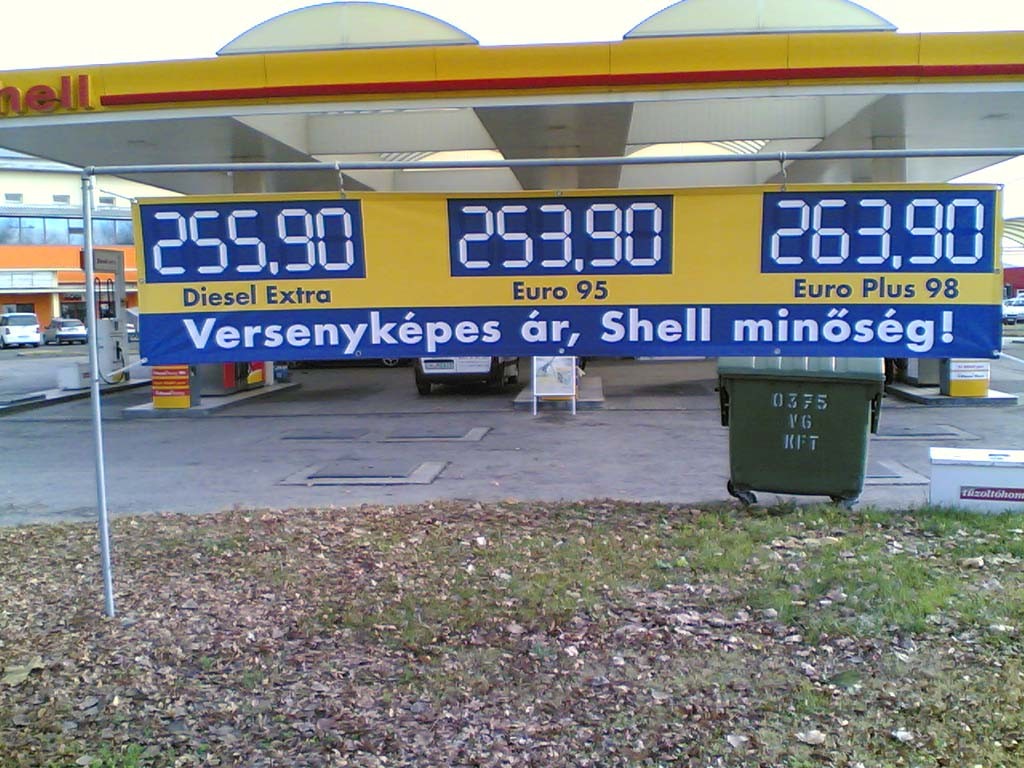 hell
255,90 253,90 263,90
Diesel Extra Euro 95 Euro Plus 98
Versenyképes ár, Shell minőség!
0375
VG
KFT
tűzoltóhom